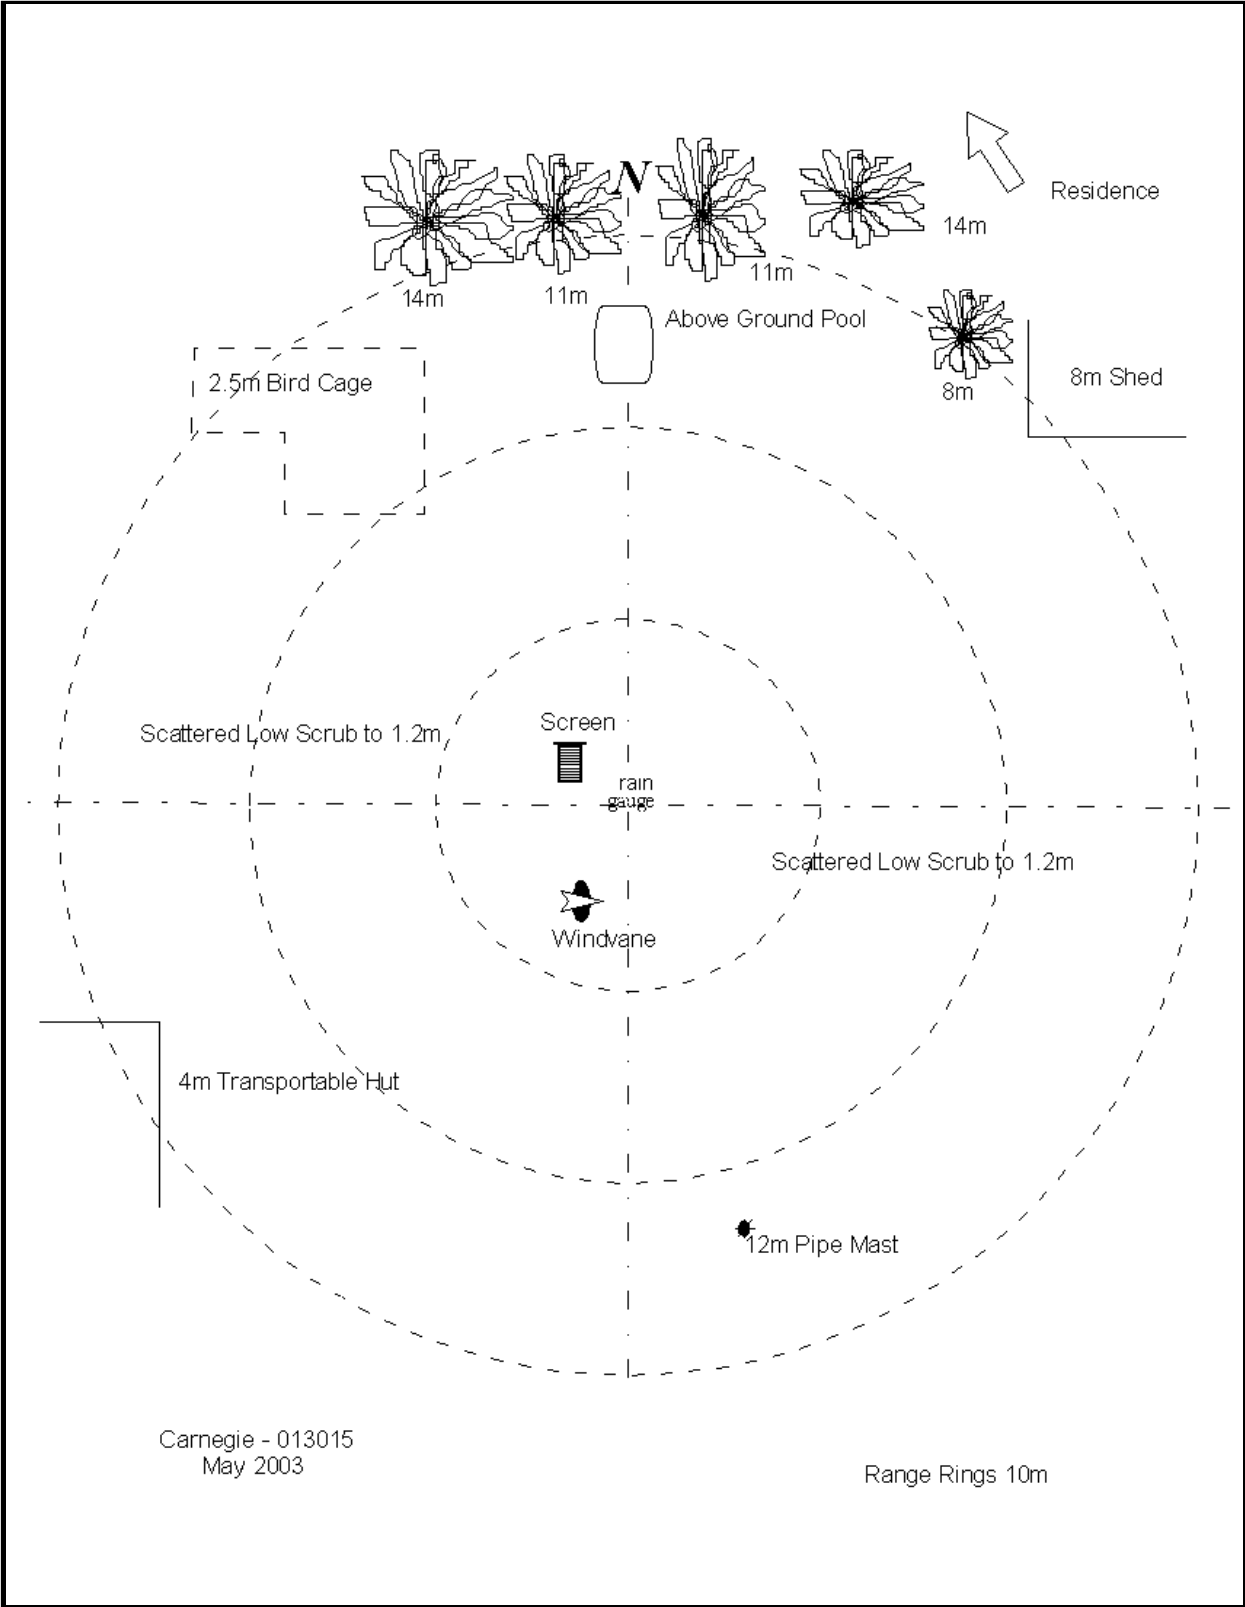 N
Residence
14m
11m
14m
11m
Above Ground Pool
2.5m Bird Cage
8m Shed
8m
Screen
Scattered Low Scrub to 1.2m
rain
gauge
Scattered Low Scrub to 1.2m
Windvane
4m Transportable Hut
12m Pipe Mast
Carnegie - 013015
May 2003
Range Rings 10m